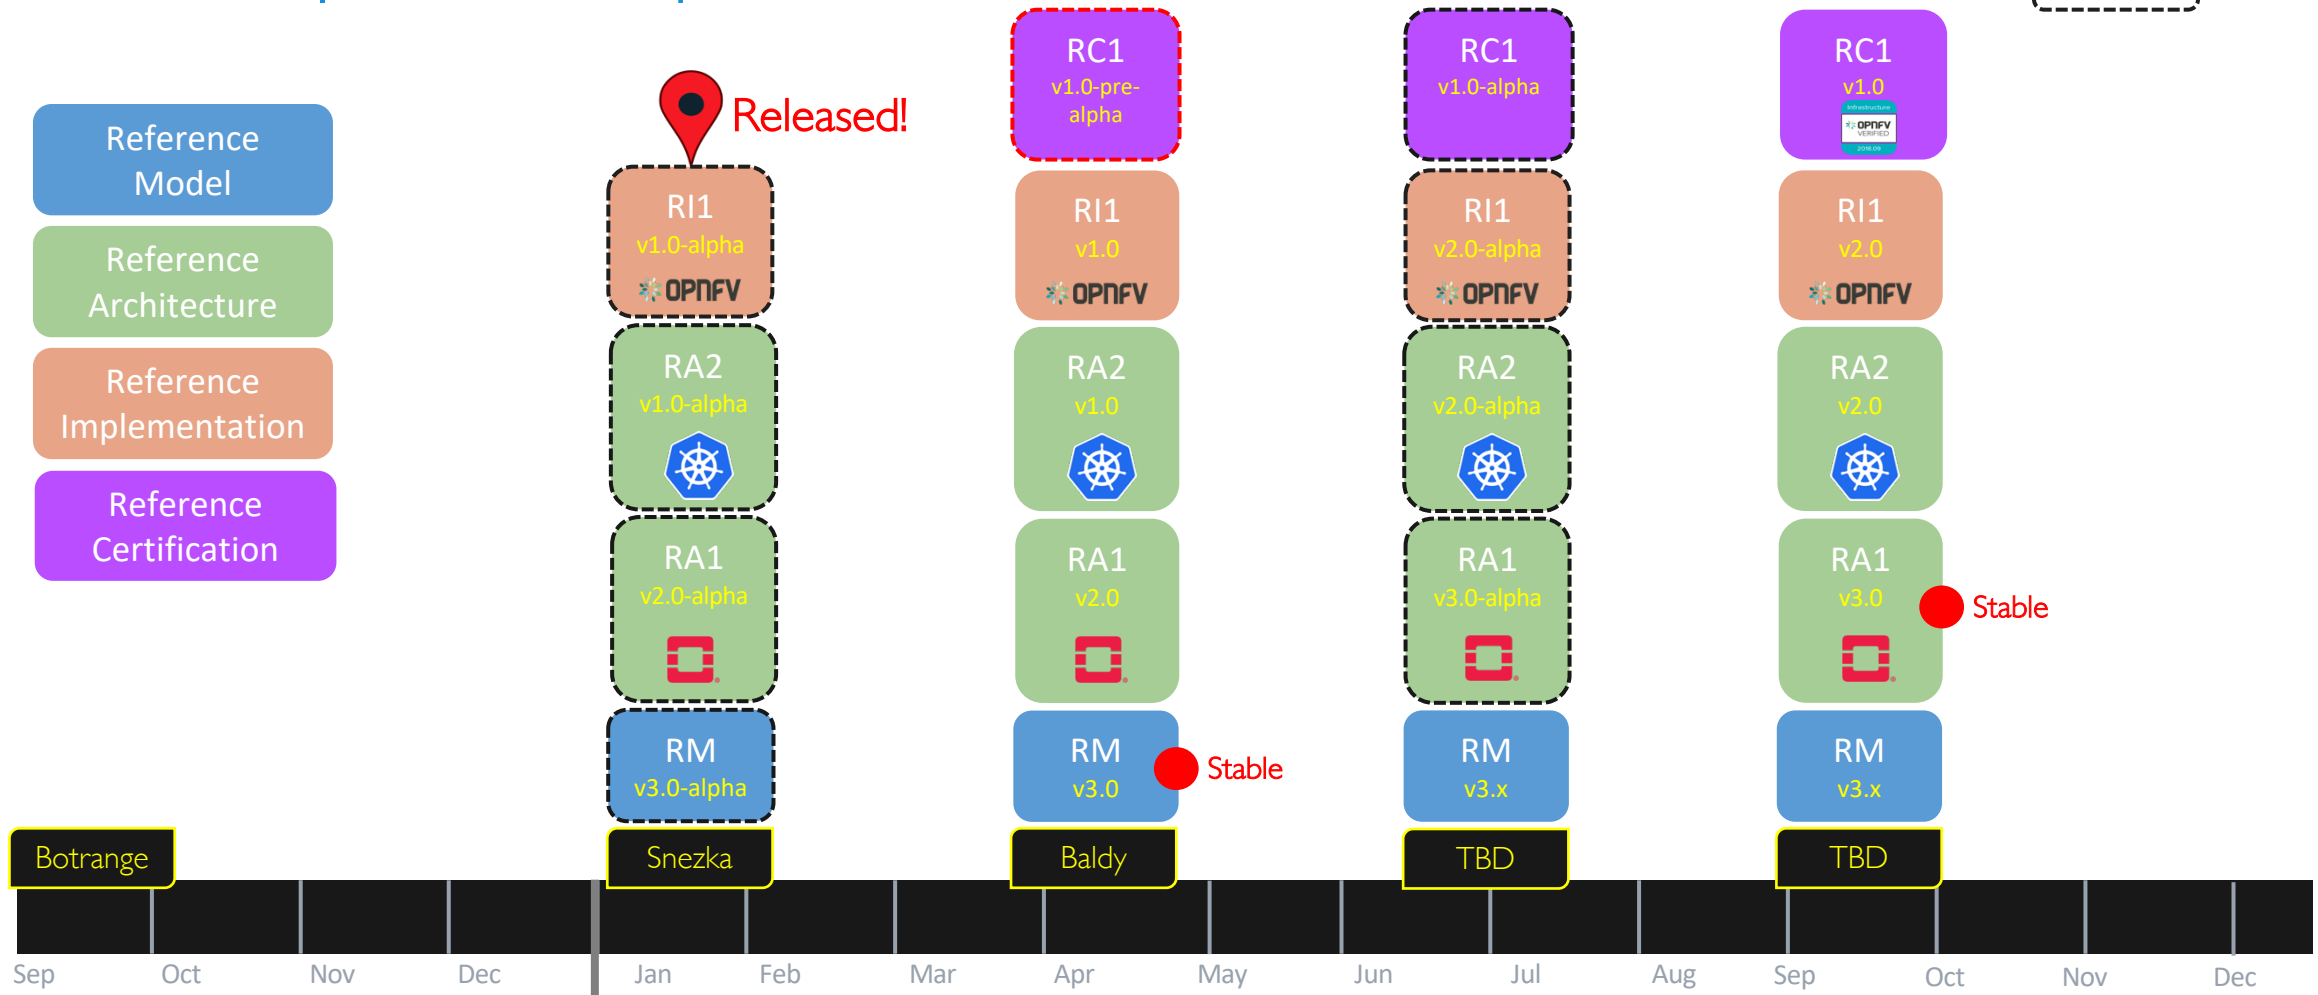 Reference
Model
Reference
Architecture
Reference
Implementation
Reference
Certification
Released!
RI1
v1.0-alpha
OPNFV
RA2
v1.0-alpha
RA1
v2.0-alpha
RM
v3.0-alpha
RC1
v1.0-pre-
alpha
RI1
v1.0
OPNFV
RA2
v1.0
RA1
v2.0
RM
v3.0
Stable
RC1
v1.0-alpha
RI1
v2.0-alpha
OPNFV
RA2
v2.0-alpha
RA1
v3.0-alpha
RM
v3.x
RC1
v1.0
Infrastructure
OPNFV
VERIFIED
2018.09
RI1
v2.0
OPNFV
RA2
v2.0
RA1
v3.0
Stable
RM
v3.x
Botrange
Snezka
Baldy
TBD
TBD
Sep
Oct
Nov
Dec
Jan
Feb
Mar
Apr
May
Jun
Jul
Aug
Sep
Oct
Nov
Dec